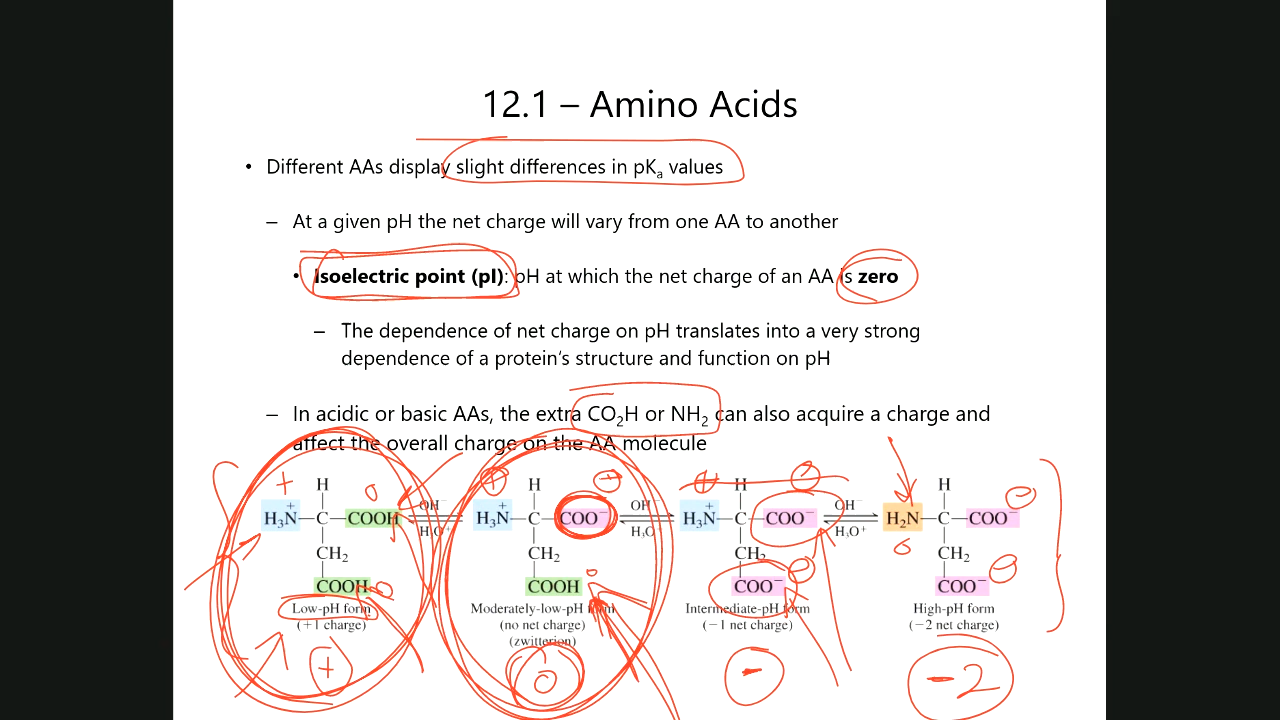 12.1 – Amino Acids
• Different AAs display slight differences in pKa values
– At a given pH the net charge will vary from one AA to another
• Isoelectric point (pI): pH at which the net charge of an AA is zero
– The dependence of net charge on pH translates into a very strong
dependence of a protein’s structure and function on pH
– In acidic or basic AAs, the extra CO₂H or NH₂ can also acquire a charge and
affect the overall charge on the AA molecule
+ 0 + − + − −
H H H H
H₃N⁺—C—COOH OH⁻ H₃O⁺ H₃N⁺—C—COO⁻ OH⁻ H₃O⁺ H₃N⁺—C—COO⁻ OH⁻ H₃O⁺ H₂N—C—COO⁻
0
CH₂ CH₂ CH₂ CH₂
0 0 − −
COOH COOH COO⁻ COO⁻
Low-pH form Moderately-low-pH form Intermediate-pH form High-pH form
(+1 charge) (no net charge) (−1 net charge) (−2 net charge)
(zwitterion)
+ 0 - -2